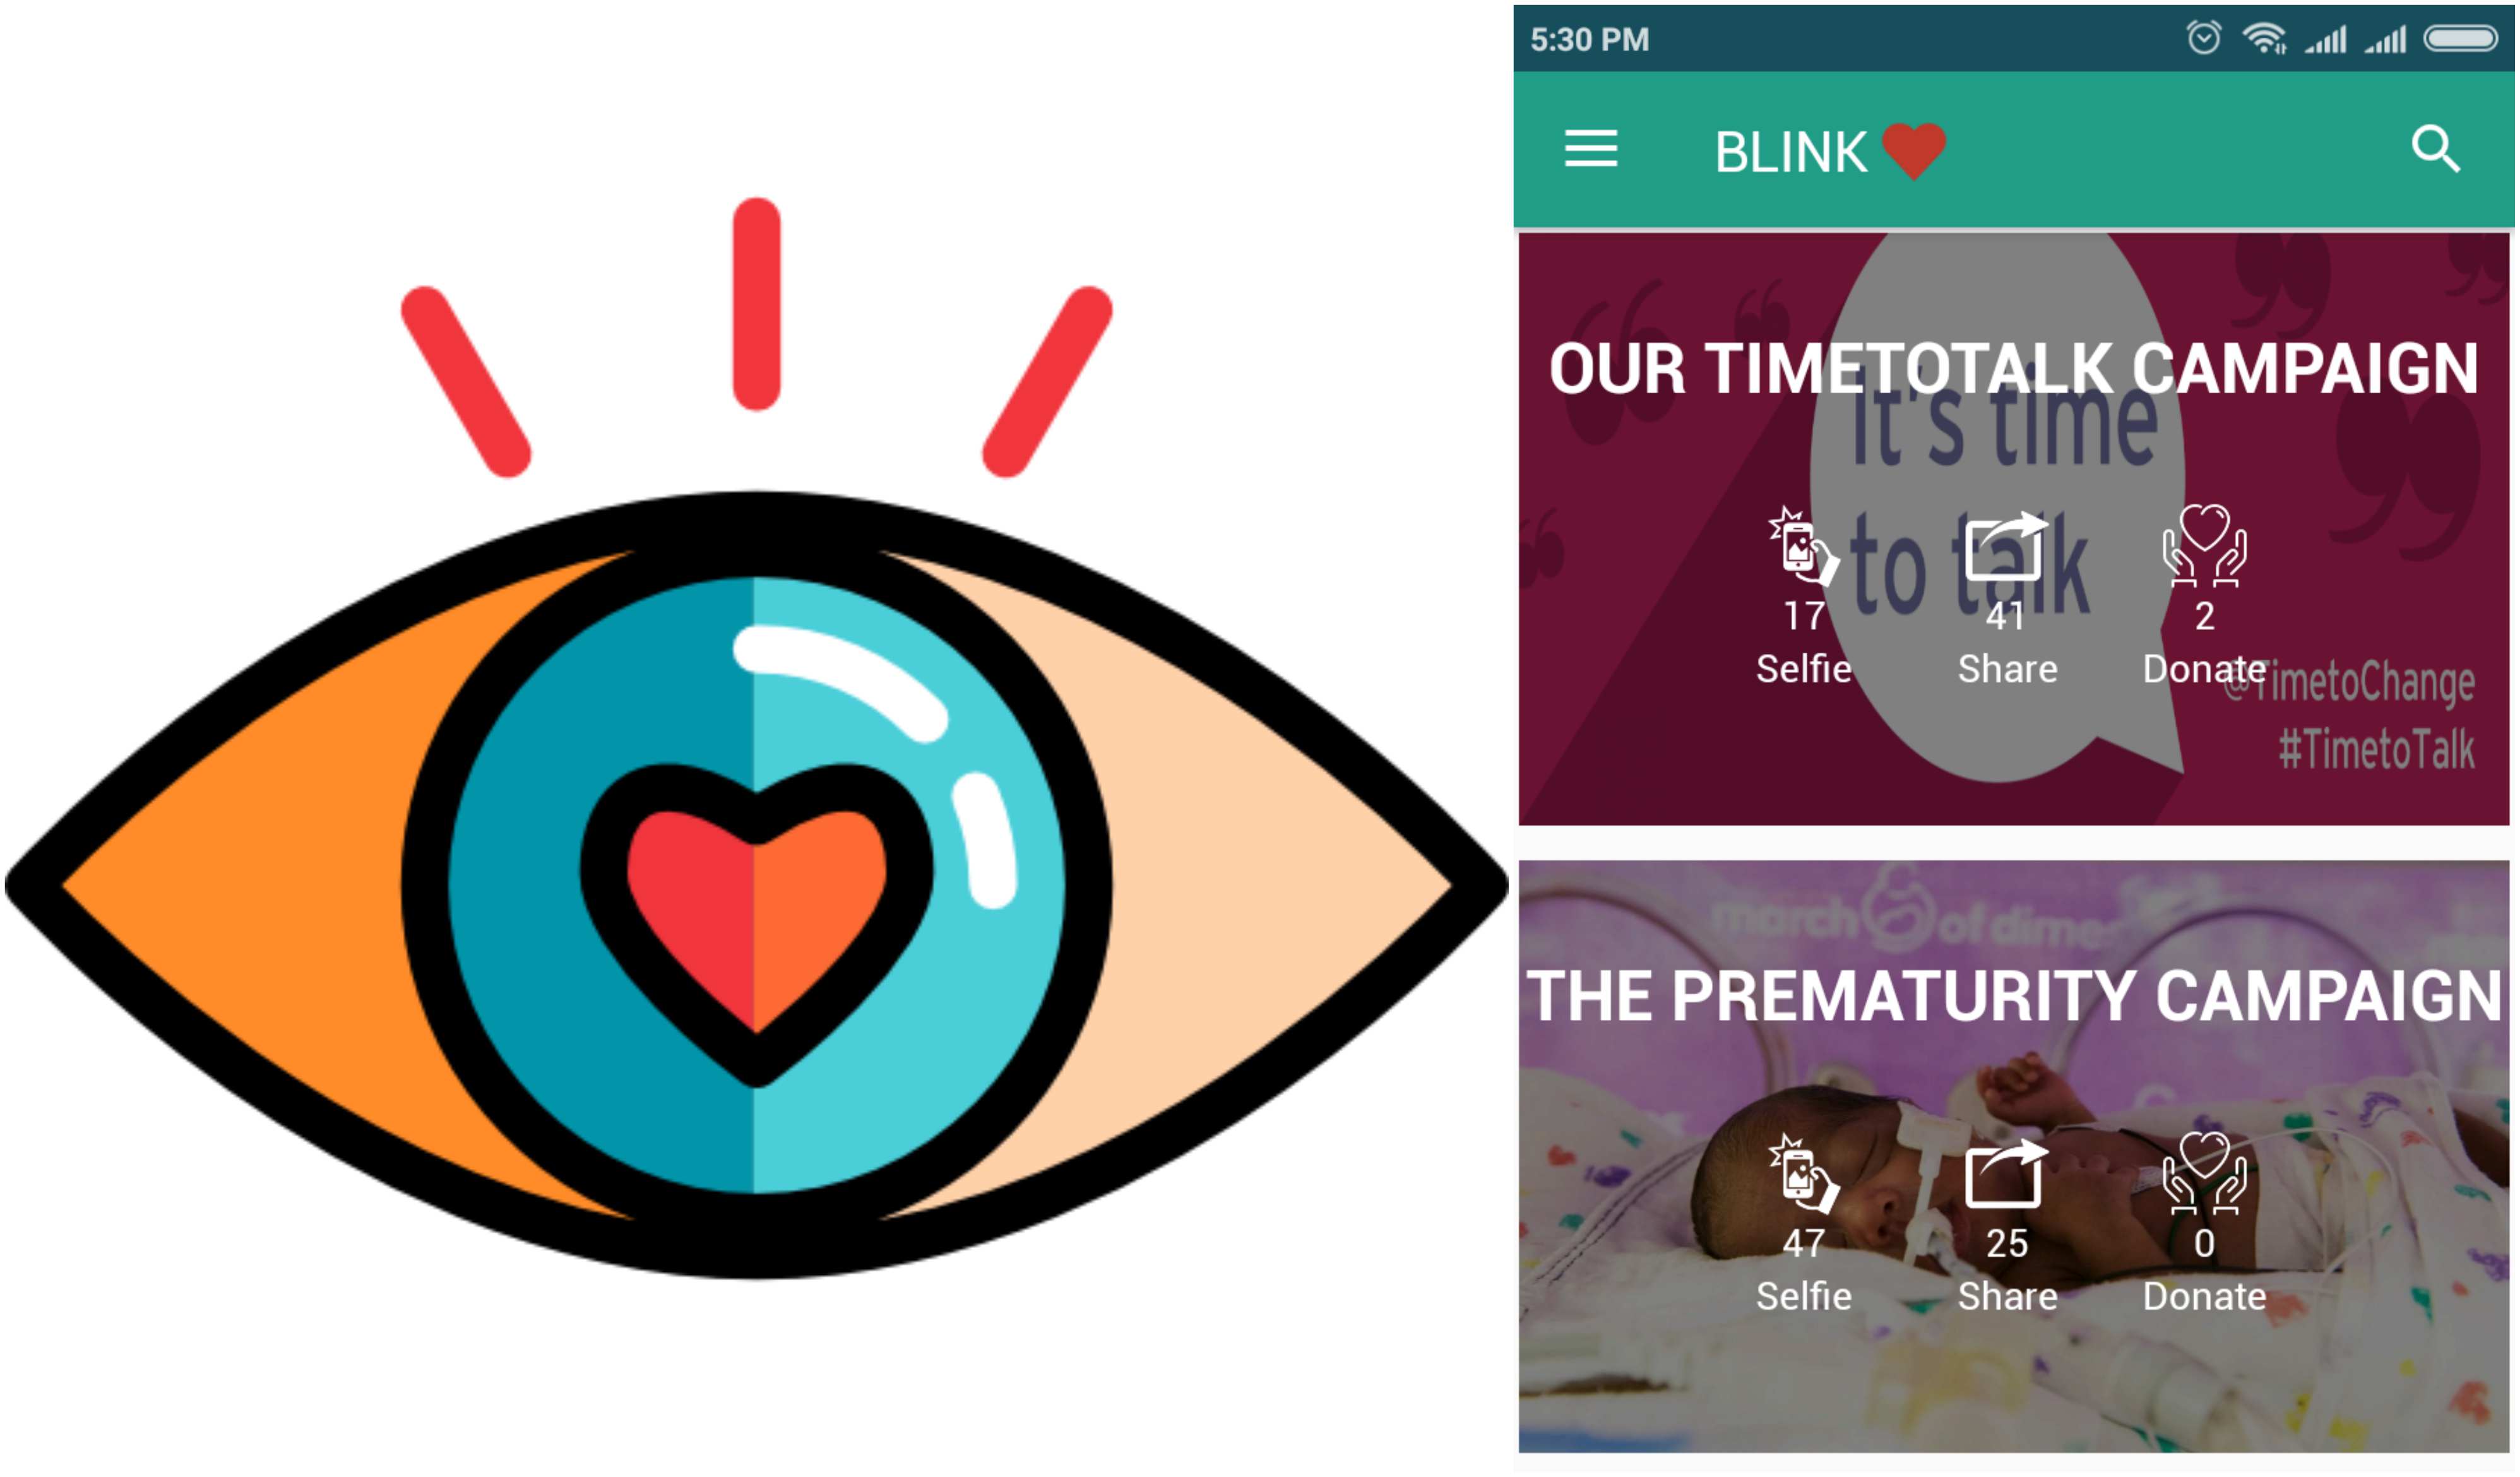 5:30 PM
BLINK
OUR TIMETOTALK CAMPAIGN
It's time
to talk
17
41
2
Selfie
Share
Donate
@TimetoChange
#TimetoTalk
march of dimes
THE PREMATURITY CAMPAIGN
47
25
0
Selfie
Share
Donate